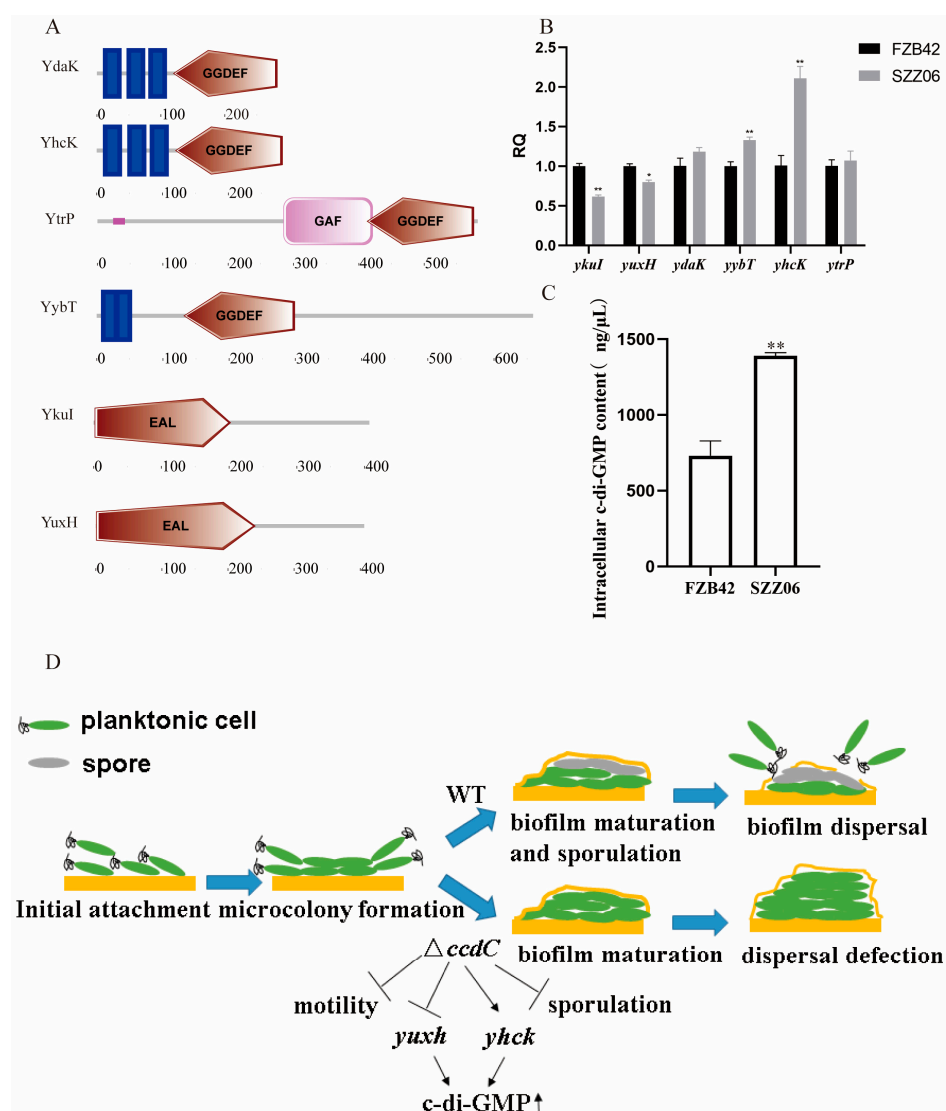 A
YdaK
GGDEF
0 100 200
YhcK
GGDEF
0 100 200
YtrP
GAF
GGDEF
0 100 200 300 400 500
YybT
GGDEF
0 100 200 300 400 500 600
YkuI
EAL
0 100 200 300 400
YuxH
EAL
0 100 200 300 400
B
FZB42
SZZ06
RQ
2.5
2.0
1.5
1.0
0.5
0.0
** * ** **
ykuI yuxH ydaK yybT yhcK ytrP
C
Intracellular c-di-GMP content( ng/μL)
1500
1000
500
0
**
FZB42 SZZ06
D
planktonic cell
spore
WT
biofilm maturation
and sporulation
biofilm dispersal
Initial attachment microcolony formation
biofilm maturation
dispersal defection
△ccdC
motility
sporulation
yuxh yhck
c-di-GMP↑